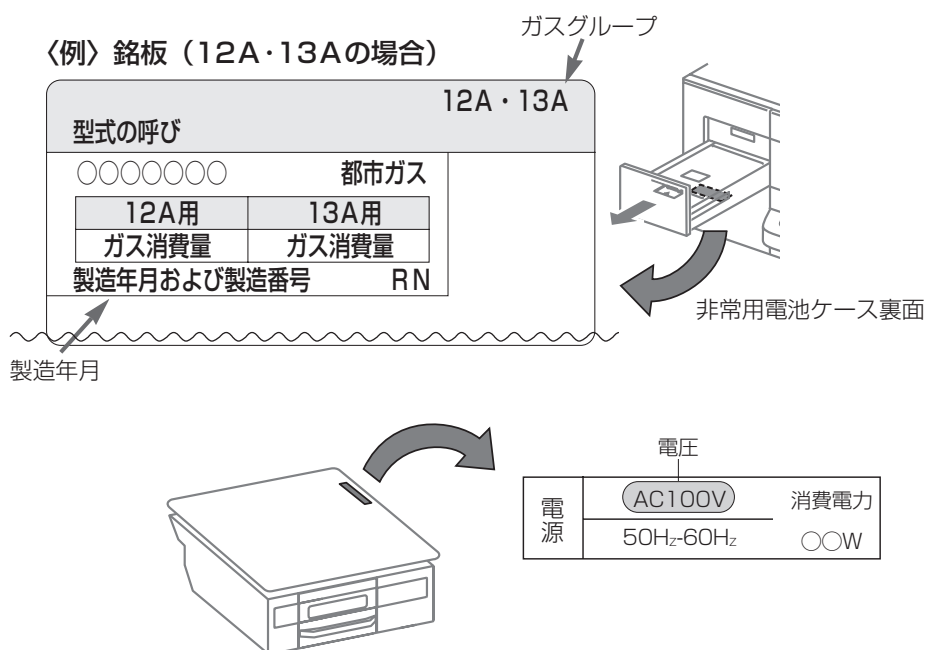 ガスグループ
〈例〉銘板（12A・13Aの場合）
12A・13A
型式の呼び
○○○○○○○ 都市ガス
12A用 13A用
ガス消費量 ガス消費量
製造年月および製造番号 RN
非常用電池ケース裏面
製造年月
電圧
電源
AC100V 消費電力
50Hz-60Hz ○○W